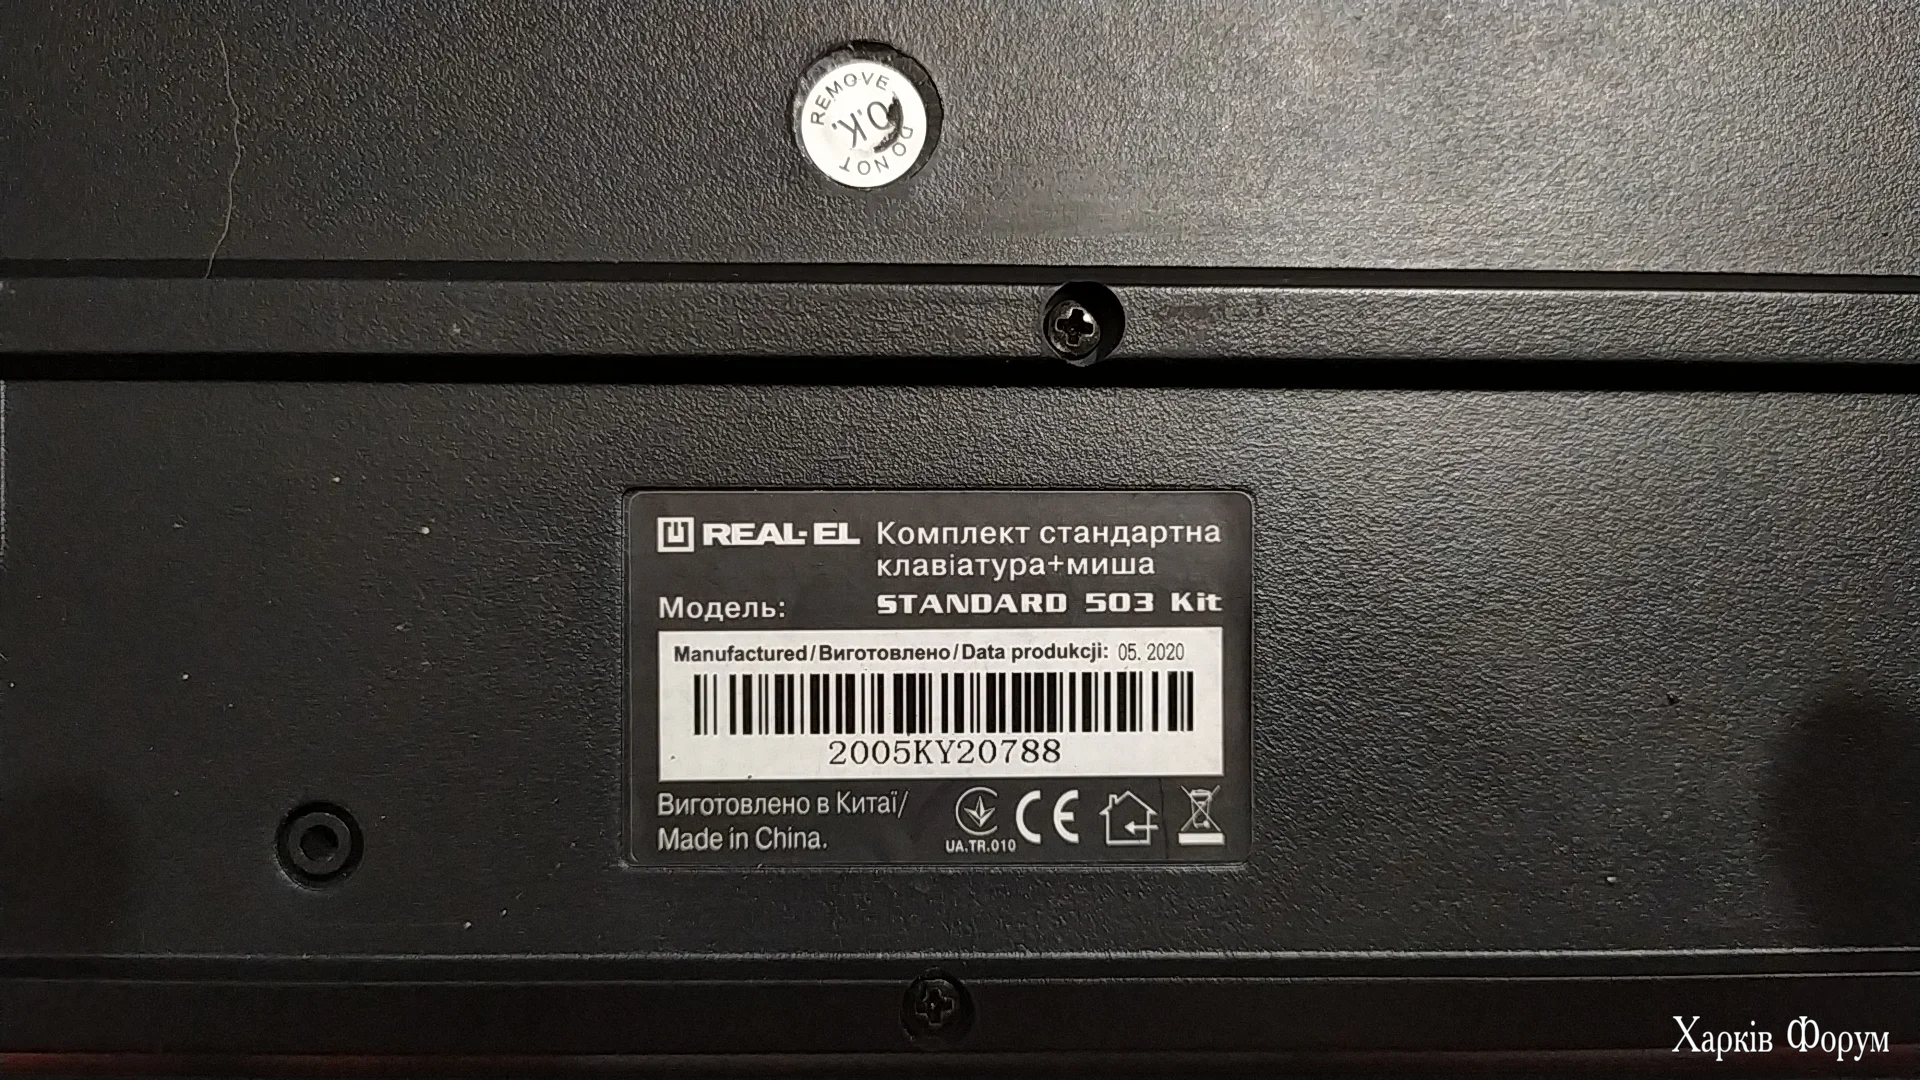 DO NOT REMOVE
O.K.
REAL-EL Комплект стандартна
клавіатура+миша
Модель: STANDARD 503 Kit
Manufactured/Виготовлено/Data produkcji: 05. 2020
2005KY20788
Виготовлено в Китаї/
Made in China.
UA.TR.010
CE
Харків Форум